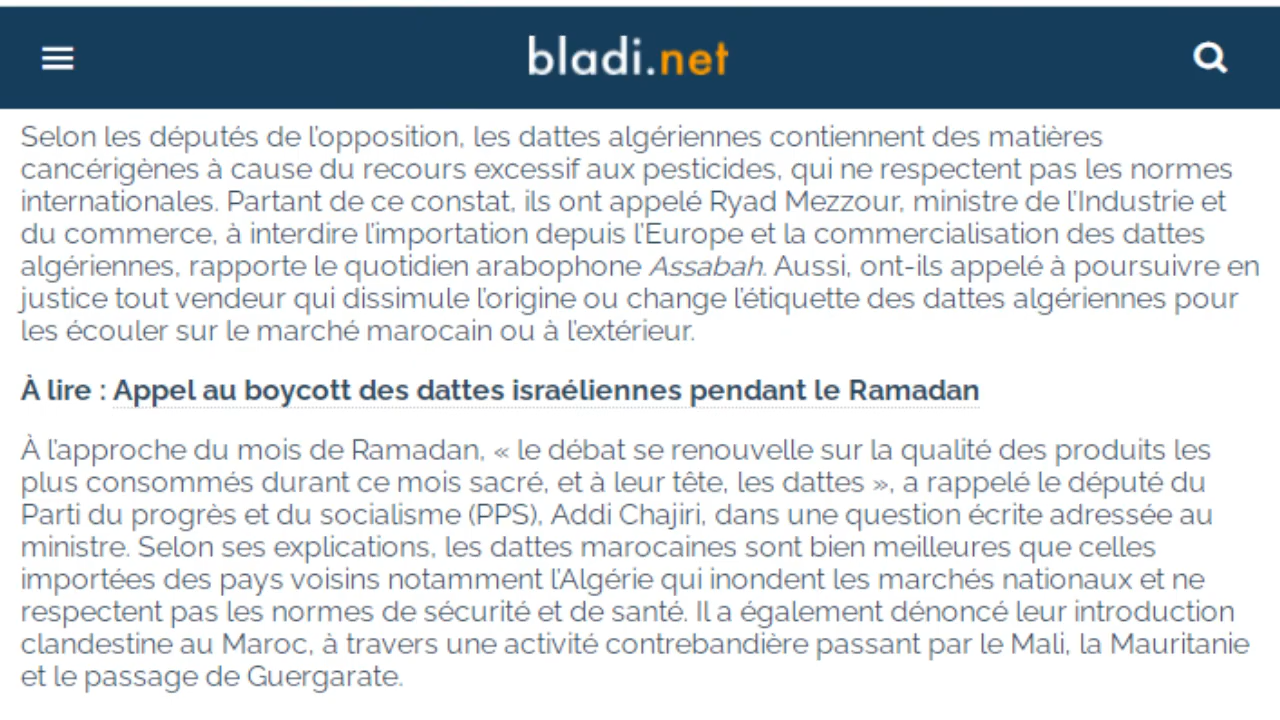 bladi.net
Selon les députés de l'opposition, les dattes algériennes contiennent des matières
cancérigènes à cause du recours excessif aux pesticides, qui ne respectent pas les normes
internationales. Partant de ce constat, ils ont appelé Ryad Mezzour, ministre de l'Industrie et
du commerce, à interdire l'importation depuis l'Europe et la commercialisation des dattes
algériennes, rapporte le quotidien arabophone Assabah. Aussi, ont-ils appelé à poursuivre en
justice tout vendeur qui dissimule l'origine ou change l'étiquette des dattes algériennes pour
les écouler sur le marché marocain ou à l'extérieur.
À lire : Appel au boycott des dattes israéliennes pendant le Ramadan
À l'approche du mois de Ramadan, « le débat se renouvelle sur la qualité des produits les
plus consommés durant ce mois sacré, et à leur tête, les dattes », a rappelé le député du
Parti du progrès et du socialisme (PPS), Addi Chajiri, dans une question écrite adressée au
ministre. Selon ses explications, les dattes marocaines sont bien meilleures que celles
importées des pays voisins notamment l'Algérie qui inondent les marchés nationaux et ne
respectent pas les normes de sécurité et de santé. Il a également dénoncé leur introduction
clandestine au Maroc, à travers une activité contrebandière passant par le Mali, la Mauritanie
et le passage de Guergarate.